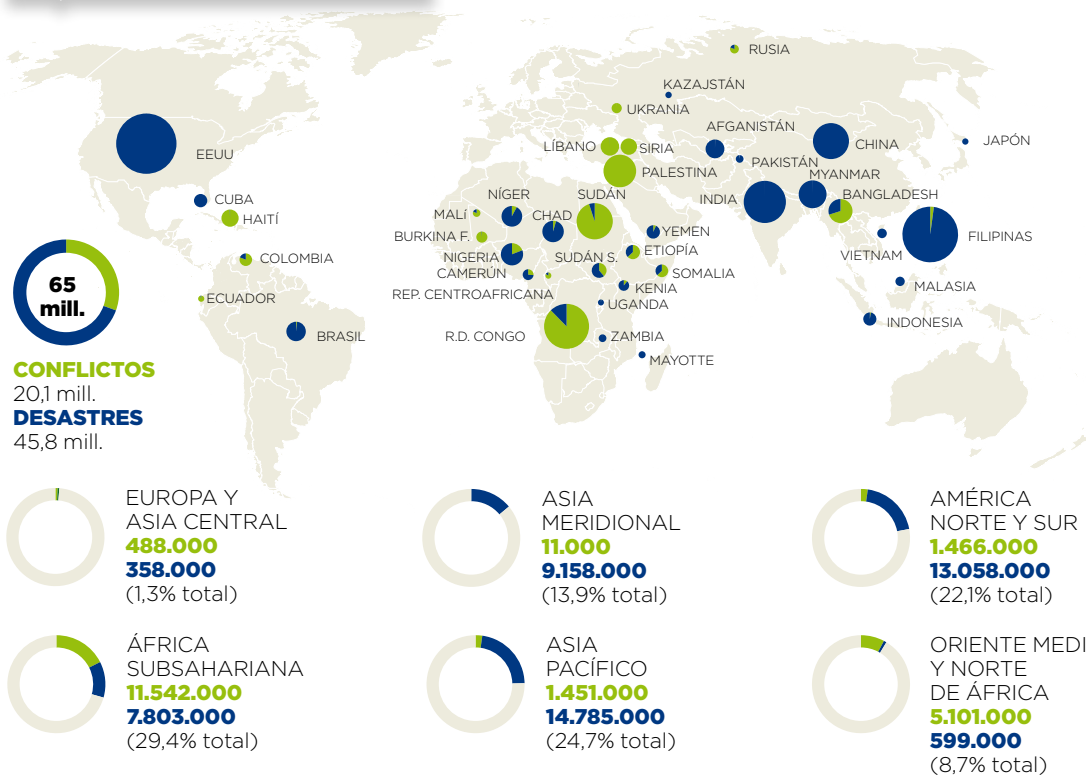 RUSIA
KAZAJSTÁN
UKRANIA
AFGANISTÁN
LÍBANO
SIRIA
CHINA
JAPÓN
EEUU
PAKISTÁN
PALESTINA
MYANMAR
NÍGER
SUDÁN
INDIA
BANGLADESH
CUBA
MALÍ
CHAD
HAITÍ
BURKINA F.
YEMEN
FILIPINAS
NIGERIA
SUDÁN S.
ETIOPÍA
VIETNAM
COLOMBIA
CAMERÚN
SOMALIA
65
mill.
KENIA
MALASIA
REP. CENTROAFRICANA
ECUADOR
UGANDA
INDONESIA
BRASIL
R.D. CONGO
ZAMBIA
MAYOTTE
CONFLICTOS
20,1 mill.
DESASTRES
45,8 mill.
EUROPA Y
ASIA CENTRAL
488.000
358.000
(1,3% total)
ASIA
MERIDIONAL
11.000
9.158.000
(13,9% total)
AMÉRICA
NORTE Y SUR
1.466.000
13.058.000
(22,1% total)
ÁFRICA
SUBSAHARIANA
11.542.000
7.803.000
(29,4% total)
ASIA
PACÍFICO
1.451.000
14.785.000
(24,7% total)
ORIENTE MEDI
Y NORTE
DE ÁFRICA
5.101.000
599.000
(8,7% total)